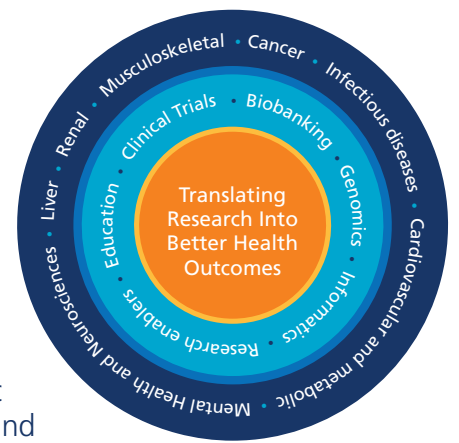 Musculoskeletal • Cancer • Infectious diseases • Cardiovascular and metabolic • Mental Health and Neurosciences • Liver • Renal •
Clinical Trials • Biobanking • Genomics • Informatics • Research enablers • Education •
Translating
Research Into
Better Health
Outcomes
nd